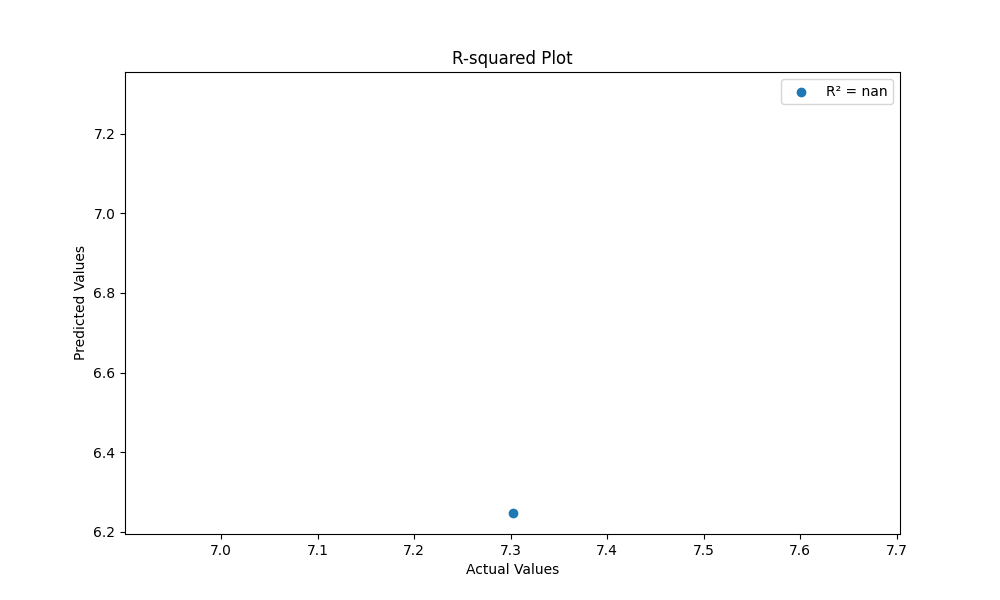 R-squared Plot
R² = nan
7.2
7.0
6.8
6.6
6.4
6.2
Predicted Values
7.0 7.1 7.2 7.3 7.4 7.5 7.6 7.7
Actual Values